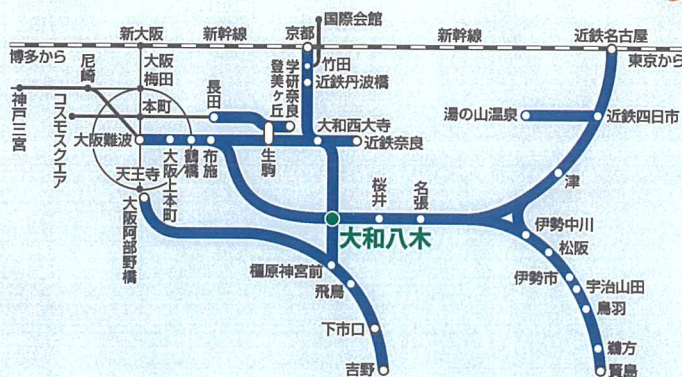 国際会館
新大阪
新幹線
京都
新幹線
近鉄名古屋
博多から
東京から
尼崎
大阪梅田
学研奈良登美ヶ丘
竹田
近鉄丹波橋
神戸三宮
コスモスクエア
本町
長田
湯の山温泉
近鉄四日市
大阪難波
大阪上本町
鶴橋
布施
生駒
大和西大寺
近鉄奈良
天王寺
大阪阿部野橋
桜井
名張
津
大和八木
伊勢中川
松阪
橿原神宮前
伊勢市
宇治山田
飛鳥
鳥羽
下市口
鵜方
吉野
賢島